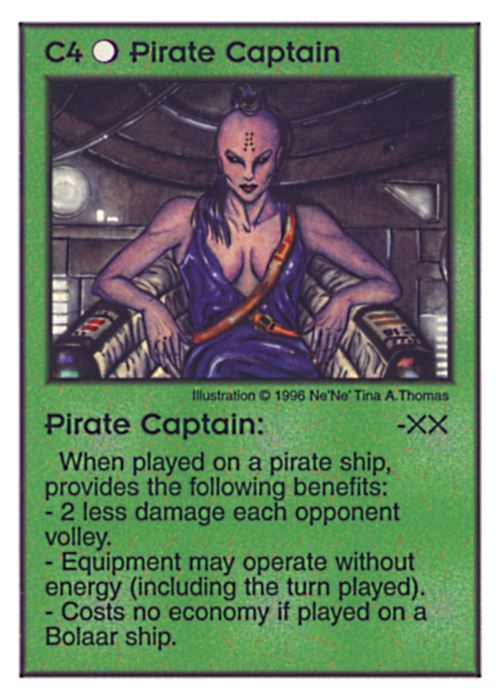 C4 Pirate Captain
Illustration © 1996 Ne'Ne' Tina A.Thomas
Pirate Captain: -XX
When played on a pirate ship,
provides the following benefits:
- 2 less damage each opponent
volley.
- Equipment may operate without
energy (including the turn played).
- Costs no economy if played on a
Bolaar ship.